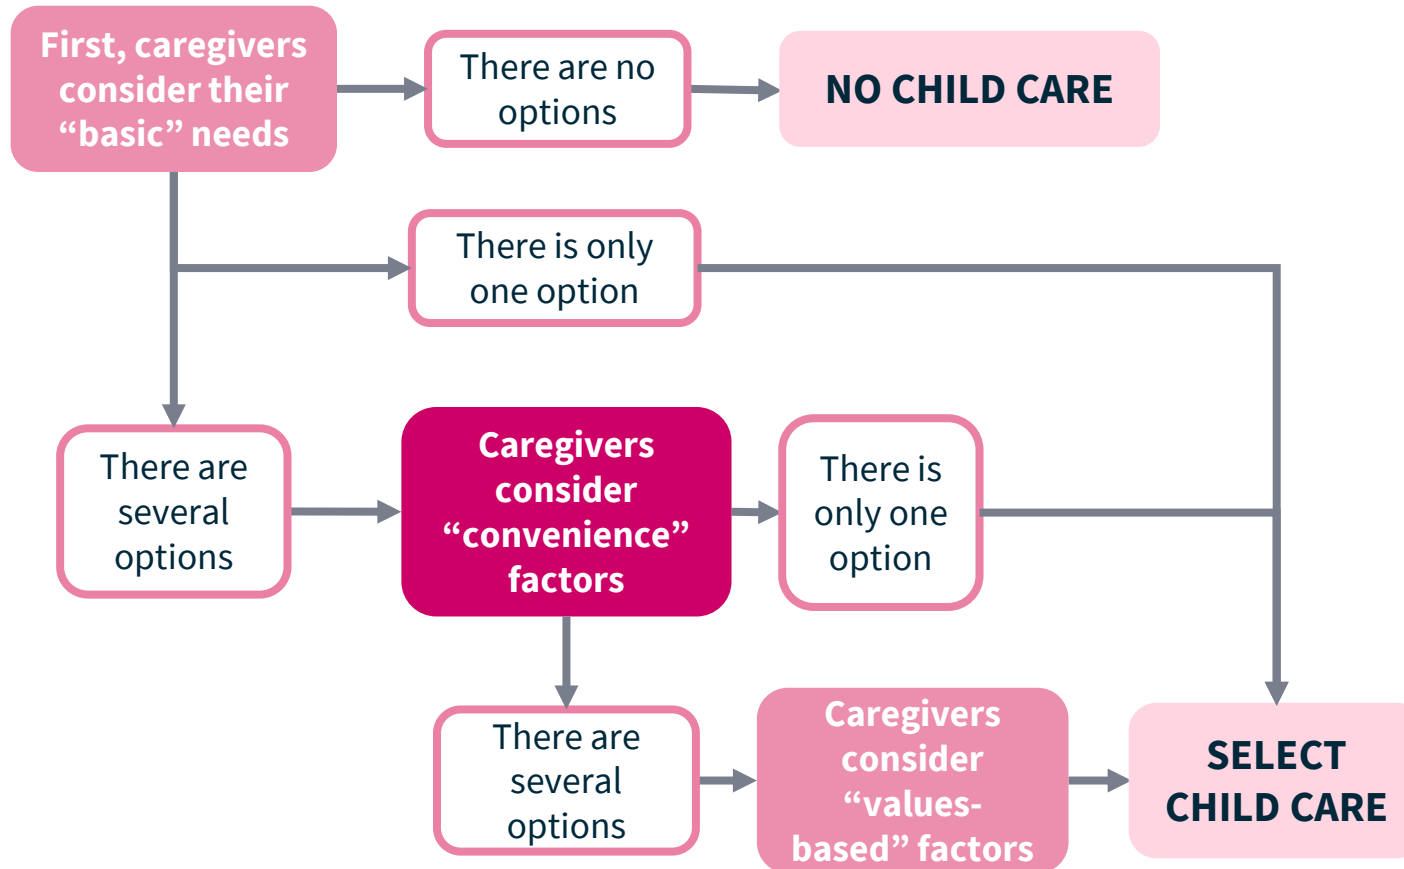 First, caregivers
consider their
“basic” needs
There are no
options
NO CHILD CARE
There is only
one option
There are
several
options
Caregivers
consider
“convenience”
factors
There is
only one
option
There are
several
options
Caregivers
consider
“values-
based” factors
SELECT
CHILD CARE